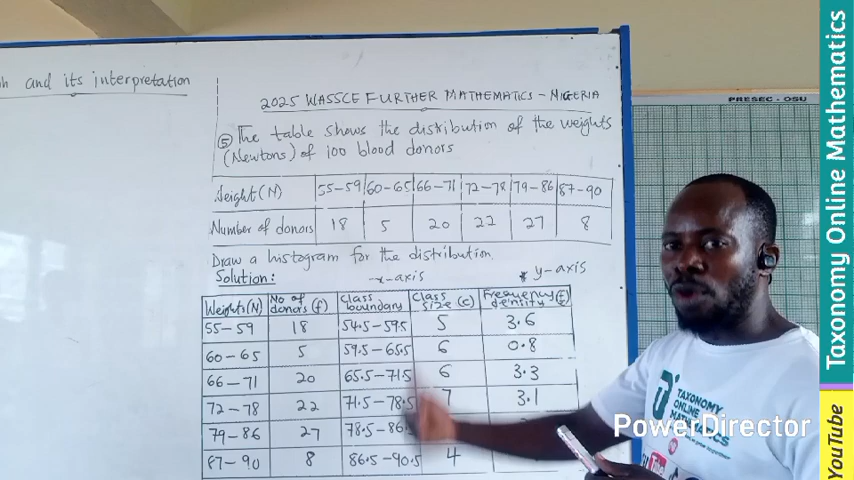 ph and its interpretation
2025 WASSCE FURTHER MATHEMATICS - NIGERIA
⑤ The table shows the distribution of the weights
(Newtons) of 100 blood donors
Weight (N) 55-59 60-65 66-71 72-78 79-86 87-90
Number of donors 18 5 20 22 27 8
Draw a histogram for the distribution.
Solution:
x-axis
* y-axis
Weights (N) No of donors (f) Class boundary Class size (c) Frequency density (f/c)
55-59 18 54.5-59.5 5 3.6
60-65 5 59.5-65.5 6 0.8
66-71 20 65.5-71.5 6 3.3
72-78 22 71.5-78.5 7 3.1
79-86 27 78.5-86
87-90 8 86.5-90.5 4
PRESEC-OSU
TAXONOMY
ONLINE
MATHEMATICS
PowerDirector
YouTube Taxonomy Online Mathematics